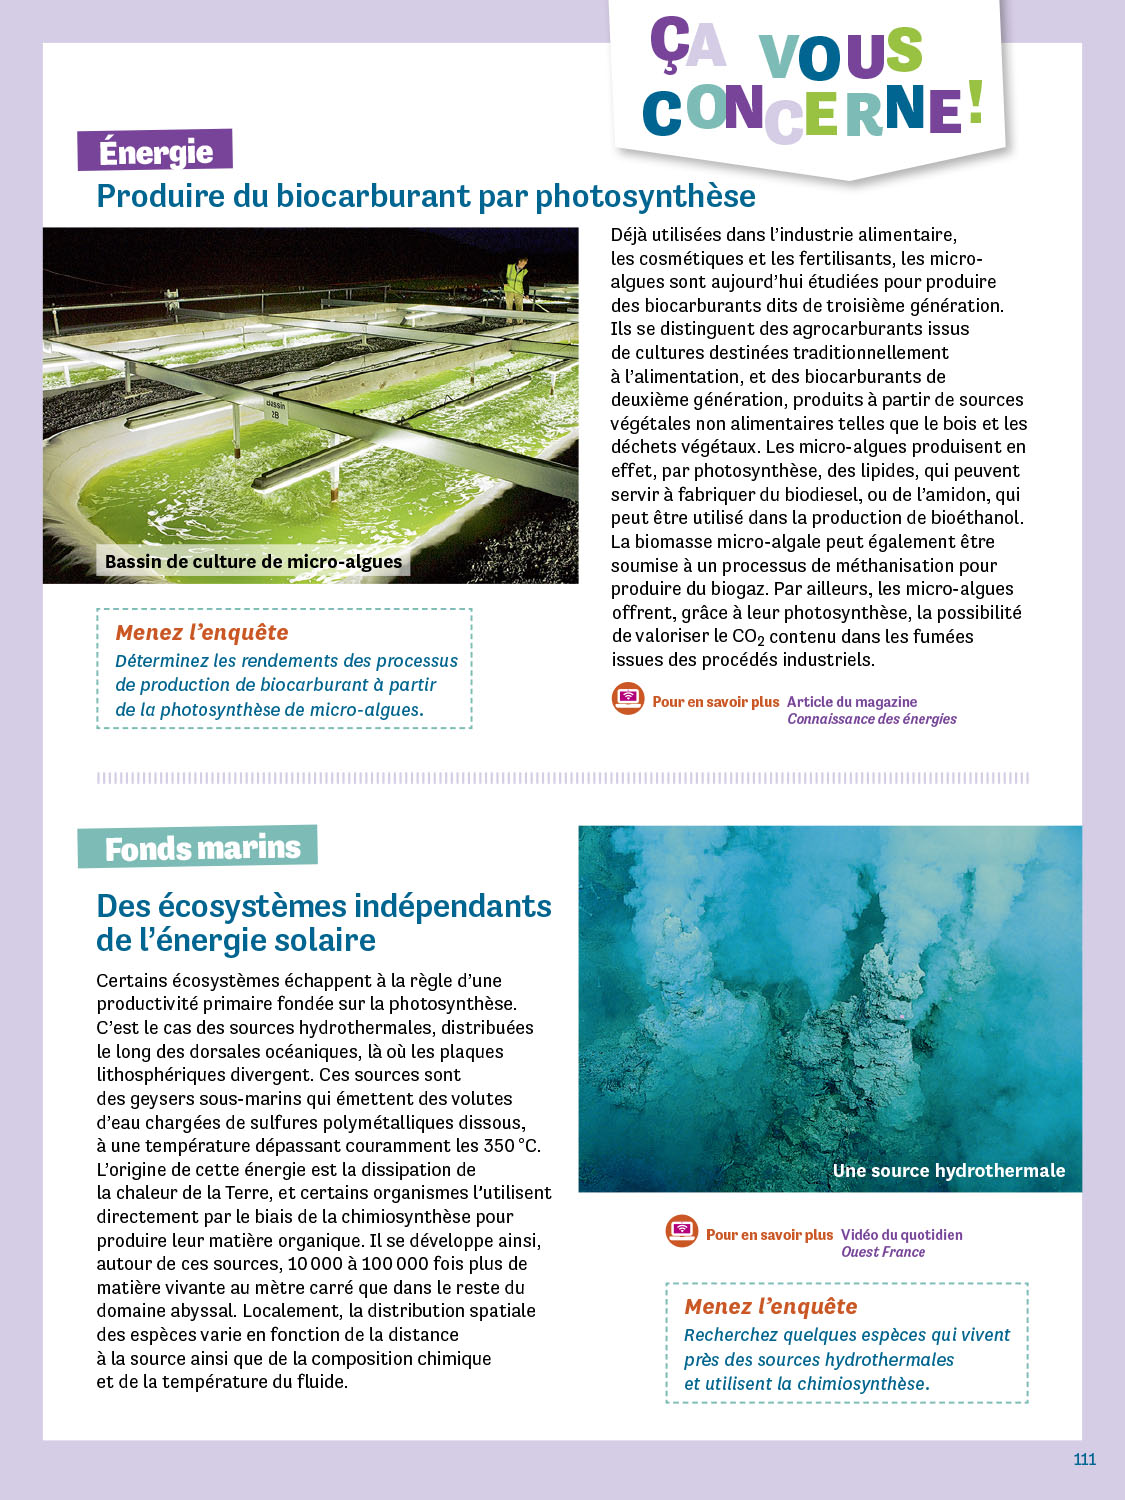 ÇA VOUS
CONCERNE!
Énergie
Produire du biocarburant par photosynthèse
Bassin
2B
Bassin de culture de micro-algues
Déjà utilisées dans l'industrie alimentaire,
les cosmétiques et les fertilisants, les micro-
algues sont aujourd'hui étudiées pour produire
des biocarburants dits de troisième génération.
Ils se distinguent des agrocarburants issus
de cultures destinées traditionnellement
à l'alimentation, et des biocarburants de
deuxième génération, produits à partir de sources
végétales non alimentaires telles que le bois et les
déchets végétaux. Les micro-algues produisent en
effet, par photosynthèse, des lipides, qui peuvent
servir à fabriquer du biodiesel, ou de l'amidon, qui
peut être utilisé dans la production de bioéthanol.
La biomasse micro-algale peut également être
soumise à un processus de méthanisation pour
produire du biogaz. Par ailleurs, les micro-algues
offrent, grâce à leur photosynthèse, la possibilité
de valoriser le CO₂ contenu dans les fumées
issues des procédés industriels.
Pour en savoir plus Article du magazine
Connaissance des énergies
Menez l'enquête
Déterminez les rendements des processus
de production de biocarburant à partir
de la photosynthèse de micro-algues.
Fonds marins
Des écosystèmes indépendants
de l'énergie solaire
Certains écosystèmes échappent à la règle d'une
productivité primaire fondée sur la photosynthèse.
C'est le cas des sources hydrothermales, distribuées
le long des dorsales océaniques, là où les plaques
lithosphériques divergent. Ces sources sont
des geysers sous-marins qui émettent des volutes
d'eau chargées de sulfures polymétalliques dissous,
à une température dépassant couramment les 350 °C.
L'origine de cette énergie est la dissipation de
la chaleur de la Terre, et certains organismes l'utilisent
directement par le biais de la chimiosynthèse pour
produire leur matière organique. Il se développe ainsi,
autour de ces sources, 10 000 à 100 000 fois plus de
matière vivante au mètre carré que dans le reste du
domaine abyssal. Localement, la distribution spatiale
des espèces varie en fonction de la distance
à la source ainsi que de la composition chimique
et de la température du fluide.
Une source hydrothermale
Pour en savoir plus Vidéo du quotidien
Ouest France
Menez l'enquête
Recherchez quelques espèces qui vivent
près des sources hydrothermales
et utilisent la chimiosynthèse.
111